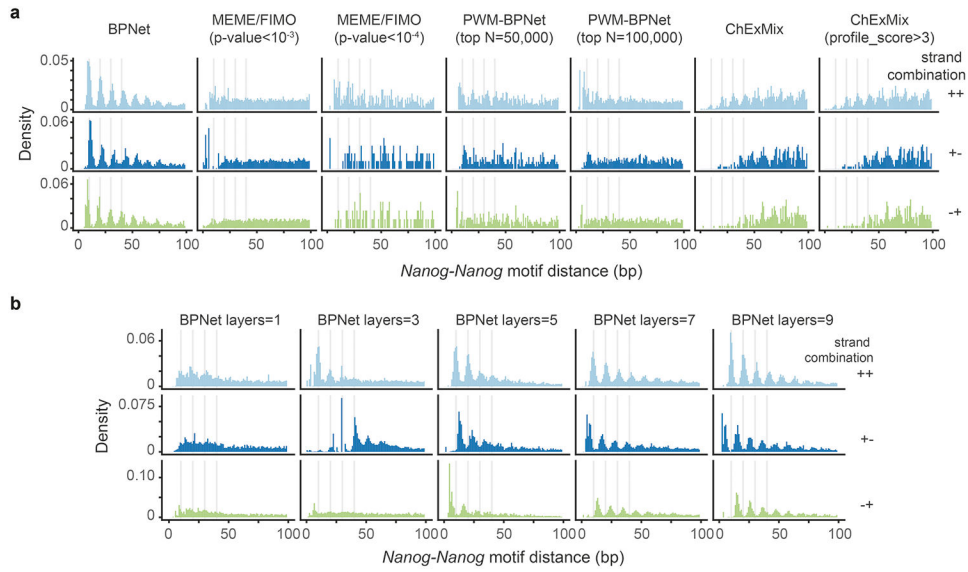 a
BPNet
MEME/FIMO
(p-value<10-3)
MEME/FIMO
(p-value<10-4)
PWM-BPNet
(top N=50,000)
PWM-BPNet
(top N=100,000)
ChExMix
ChExMix
(profile_score>3)
strand
combination
0.05
0
++
Density
0.06
0
+-
0.06
0
-+
0 50 100 50 100 50 100 50 100 50 100 50 100 50 100
Nanog-Nanog motif distance (bp)
b
BPNet layers=1
BPNet layers=3
BPNet layers=5
BPNet layers=7
BPNet layers=9
strand
combination
0.06
0
++
Density
0.075
0
+-
0.10
0
-+
0 50 100 0 50 100 0 50 100 0 50 100 0 50 100
Nanog-Nanog motif distance (bp)